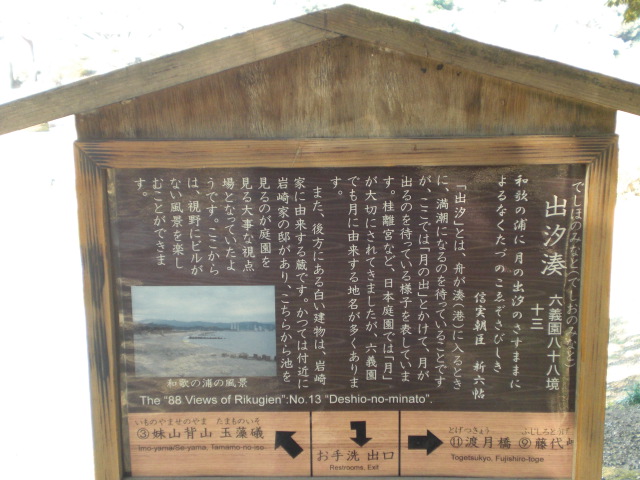 でしほのみなと(でしおのみなと)
出汐湊 六義園八十八境
十三
和歌の浦に 月の出汐の さすままに
よるなくたづの こゑぞさびしき
信実朝臣 新六帖
「出汐」とは、舟が湊(港)に入るとき
に、満潮になるのを待っていることです
が、ここでは「月の出」とかけて、月が
出るのを待っている様子を表していま
す。桂離宮など、日本庭園では「月」
が大切にされてきましたが、六義園
でも月に由来する地名が多くありま
す。
また、後方にある白い建物は、岩崎
家に由来する蔵です。かつては付近に
岩崎家の邸があり、こちらから池を
見るのが庭園を
見る大事な視点
場となっていたよ
うです。ここから
は、視野にビルが
ない風景を楽し
むことができま
す。
和歌の浦の風景
The "88 Views of Rikugien":No.13 "Deshio-no-minato".
いものやませのやま たまものいそ
③妹山背山 玉藻磯
Imo-yama/Se-yama, Tamamo-no-iso
お手洗 出口
Restrooms, Exit
とげつきょう ふじしろとうげ
⑪渡月橋 ⑨藤代峠
Togetsukyo, Fujishiro-toge